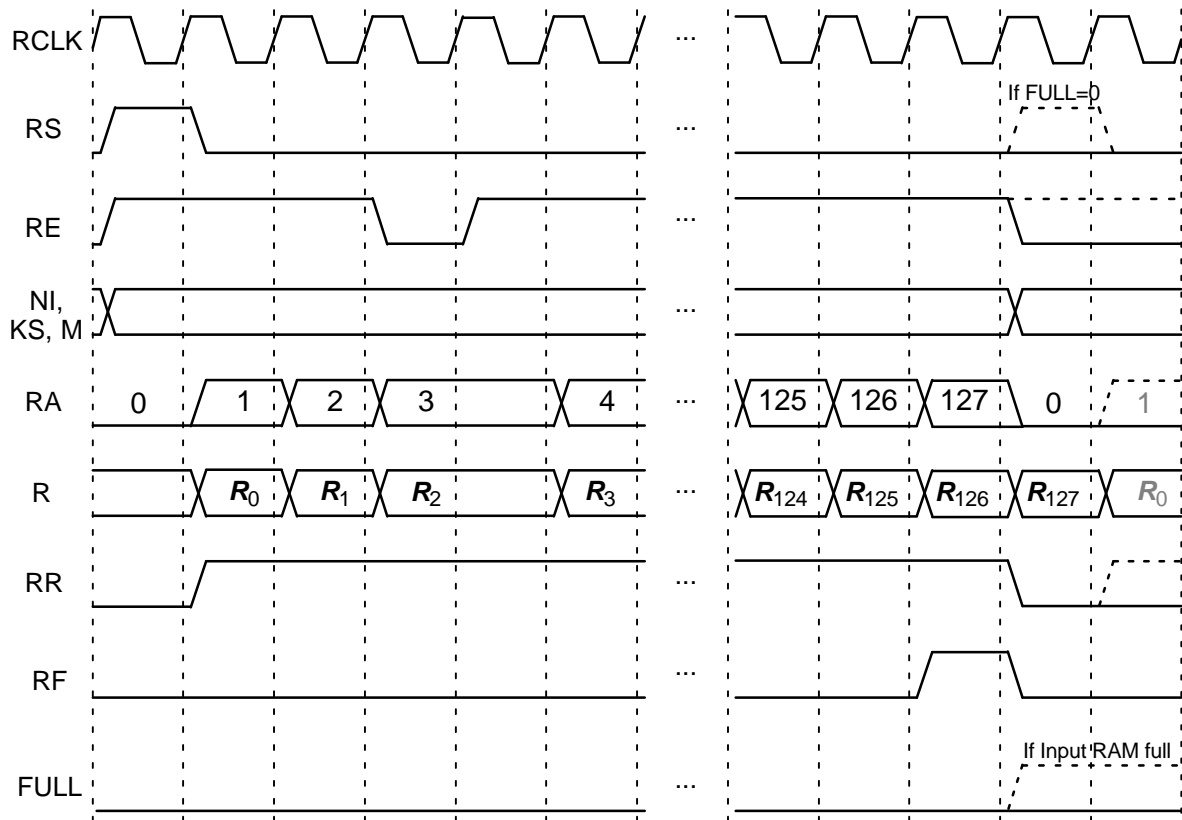 RCLK ...
If FULL=0
RS ...
RE ...
NI,
KS, M ...
RA 0 1 2 3 4 ... 125 126 127 0 1
R R0 R1 R2 R3 ... R124 R125 R126 R127 R0
RR ...
RF ...
If Input RAM full
FULL ...